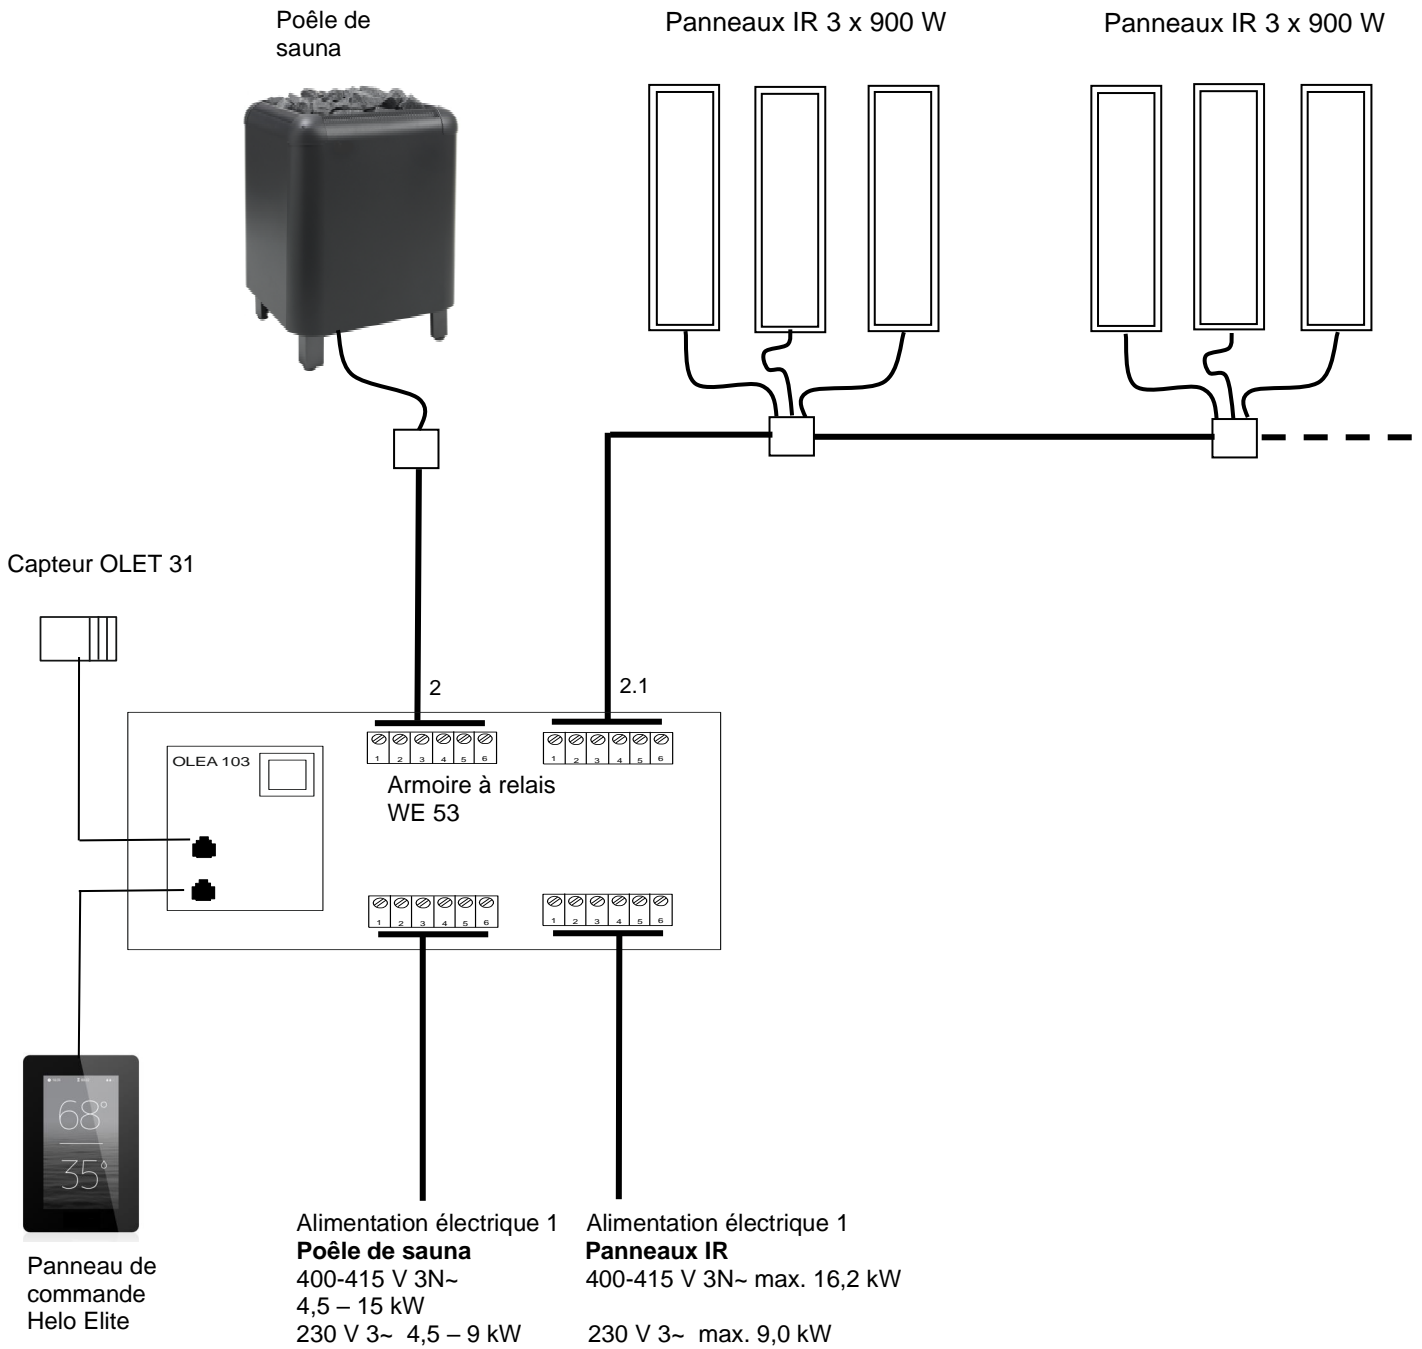 Poêle de
sauna
Panneaux IR 3 x 900 W
Panneaux IR 3 x 900 W
Capteur OLET 31
2
2.1
1 2 3 4 5 6
1 2 3 4 5 6
OLEA 103
Armoire à relais
WE 53
1 2 3 4 5 6
1 2 3 4 5 6
68°
35°
Panneau de
commande
Helo Elite
Alimentation électrique 1
Poêle de sauna
400-415 V 3N~
4,5 – 15 kW
230 V 3~ 4,5 – 9 kW
Alimentation électrique 1
Panneaux IR
400-415 V 3N~ max. 16,2 kW
230 V 3~ max. 9,0 kW